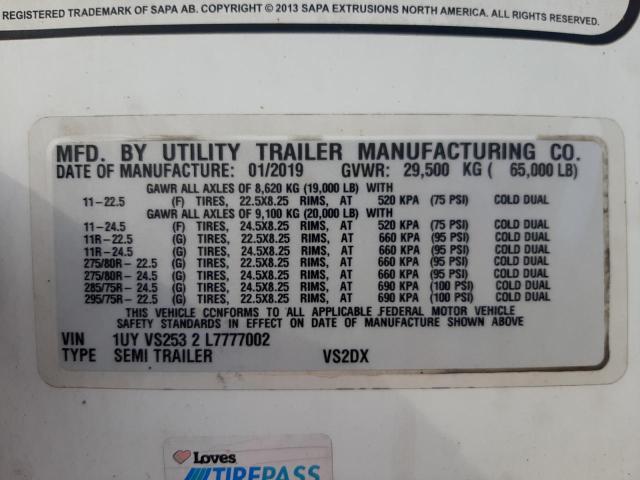 REGISTERED TRADEMARK OF SAPA AB. COPYRIGHT © 2013 SAPA EXTRUSIONS NORTH AMERICA. ALL RIGHTS
MFD. BY UTILITY TRAILER MANUFACTURING CO.
DATE OF MANUFACTURE: 01/2019 GVWR: 29,500 KG ( 65,000 LB)
GAWR ALL AXLES OF 8,620 KG (19,000 LB) WITH
11-22.5 (F) TIRES, 22.5X8.25 RIMS, AT 520 KPA (75 PSI) COLD DUAL
GAWR ALL AXLES OF 9,100 KG (20,000 LB) WITH
11-24.5 (F) TIRES, 24.5X8.25 RIMS, AT 520 KPA (75 PSI) COLD DUAL
11R-22.5 (G) TIRES, 22.5X8.25 RIMS, AT 660 KPA (95 PSI) COLD DUAL
11R-24.5 (G) TIRES, 24.5X8.25 RIMS, AT 660 KPA (95 PSI) COLD DUAL
275/80R- 22.5 (G) TIRES, 22.5X8.25 RIMS, AT 660 KPA (95 PSI) COLD DUAL
275/80R- 24.5 (G) TIRES, 24.5X8.25 RIMS, AT 660 KPA (95 PSI) COLD DUAL
285/75R- 24.5 (G) TIRES, 24.5X8.25 RIMS, AT 690 KPA (100 PSI) COLD DUAL
295/75R- 22.5 (G) TIRES, 22.5X8.25 RIMS, AT 690 KPA (100 PSI) COLD DUAL
THIS VEHICLE CONFORMS TO ALL APPLICABLE FEDERAL MOTOR VEHICLE
SAFETY STANDARDS IN EFFECT ON DATE OF MANUFACTURE SHOWN ABOVE
VIN 1UY VS253 2 L7777002
TYPE SEMI TRAILER VS2DX
Loves
TIREPASS